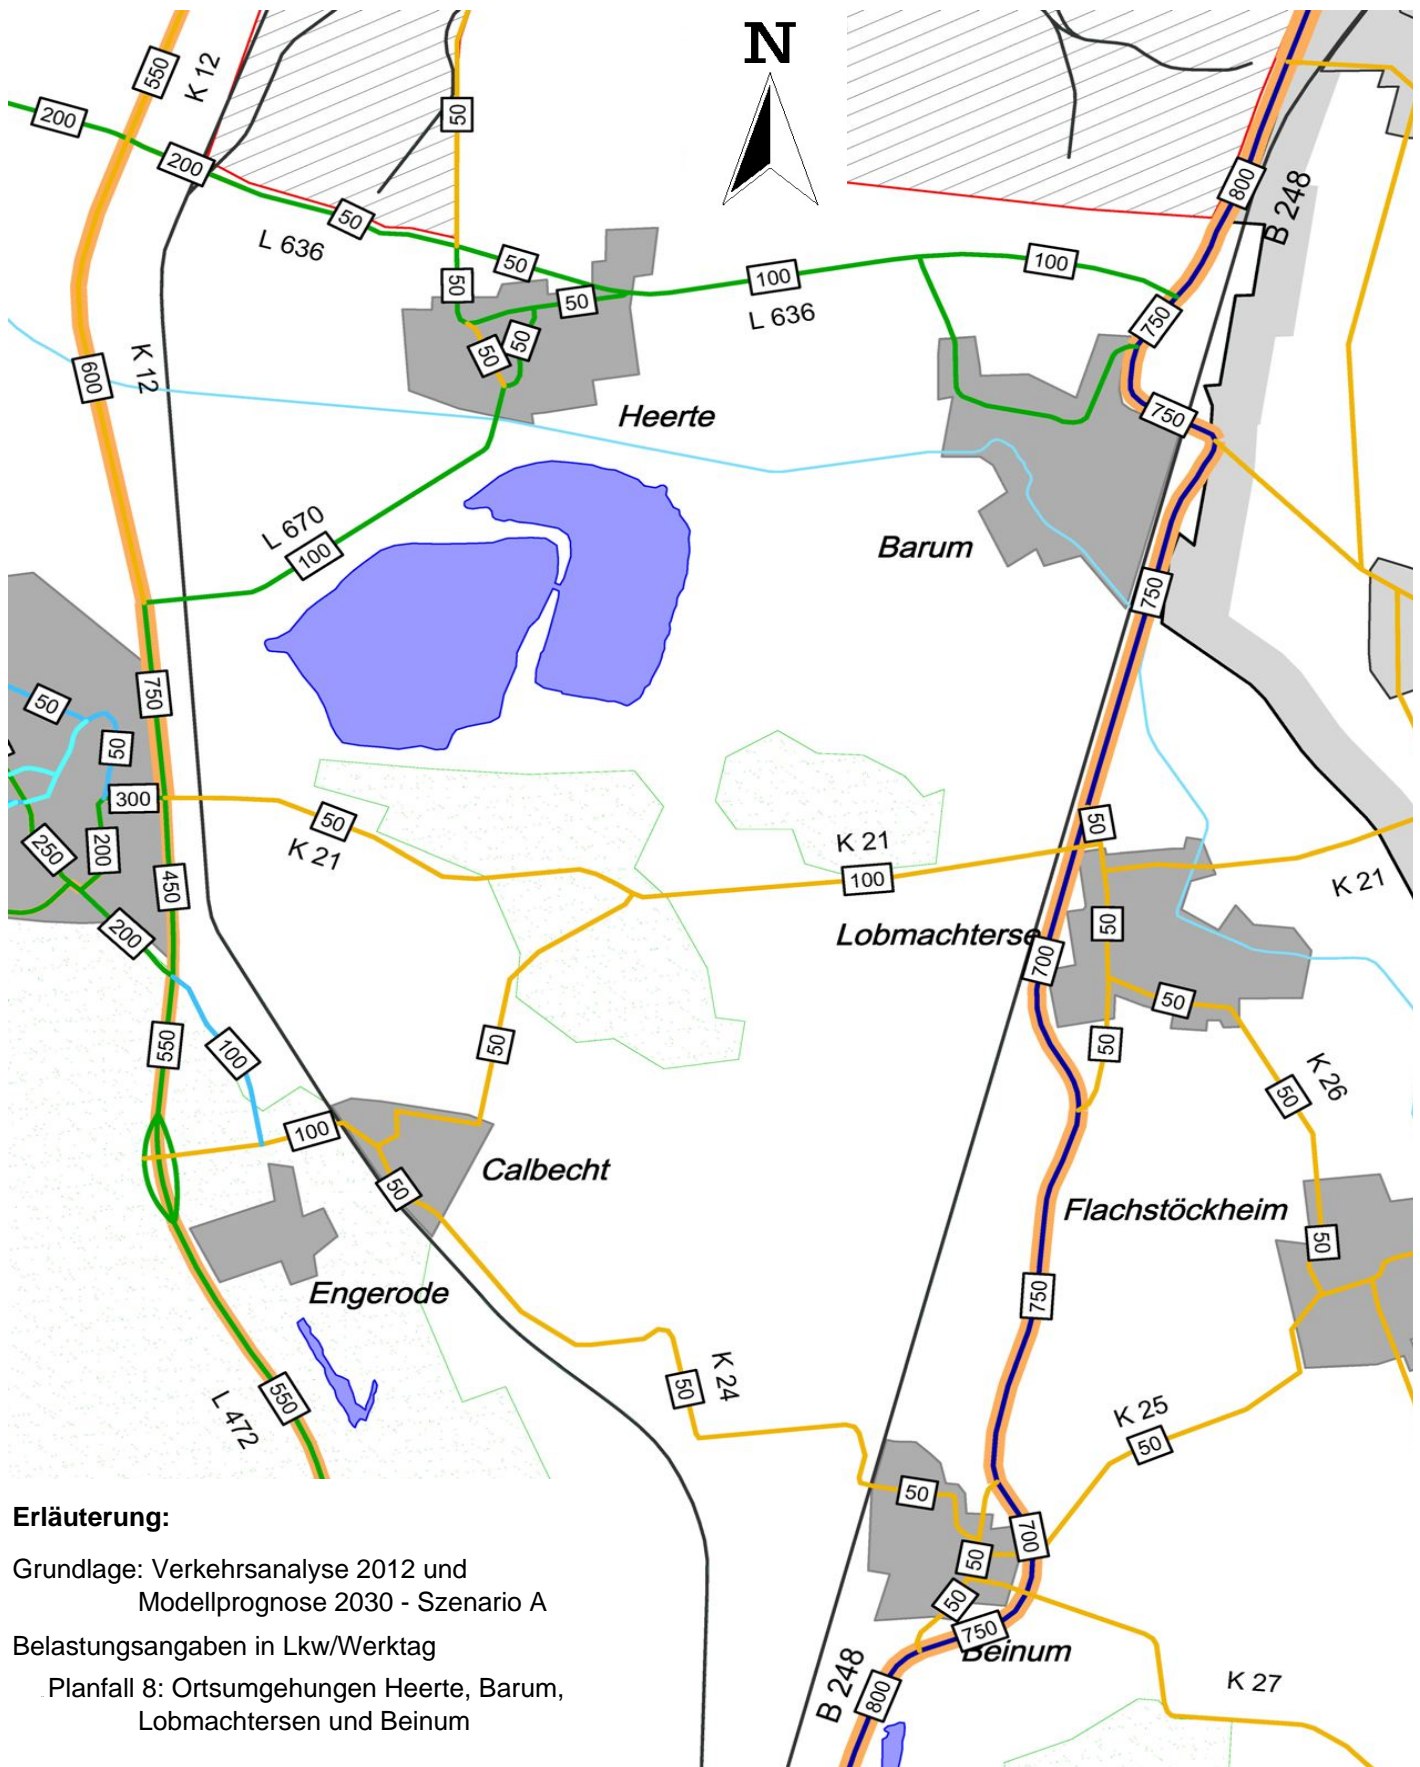 N
550
K 12
200
50
800
B 248
200
50
L 636
50
100
100
50
50
L 636
750
50
50
K 12
600
Heerte
750
L 670
100
Barum
750
750
50
50
300
50
K 21
50
K 21
250
200
450
100
K 21
200
Lobmachterse
50
700
50
550
100
50
50
K 26
50
100
Calbecht
50
Flachstöckheim
50
Engerode
750
550
L 472
K 24
50
K 25
50
50
700
50
50
750
Beinum
B 248
800
K 27
Erläuterung:
Grundlage: Verkehrsanalyse 2012 und
Modellprognose 2030 - Szenario A
Belastungsangaben in Lkw/Werktag
Planfall 8: Ortsumgehungen Heerte, Barum,
Lobmachtersen und Beinum